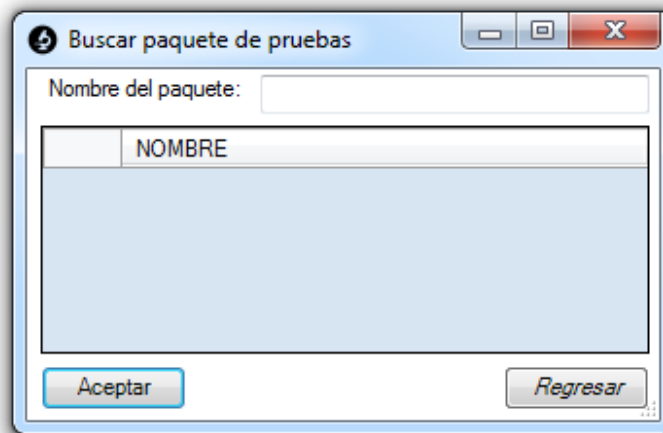 Buscar paquete de pruebas
Nombre del paquete:
NOMBRE
Aceptar Regresar